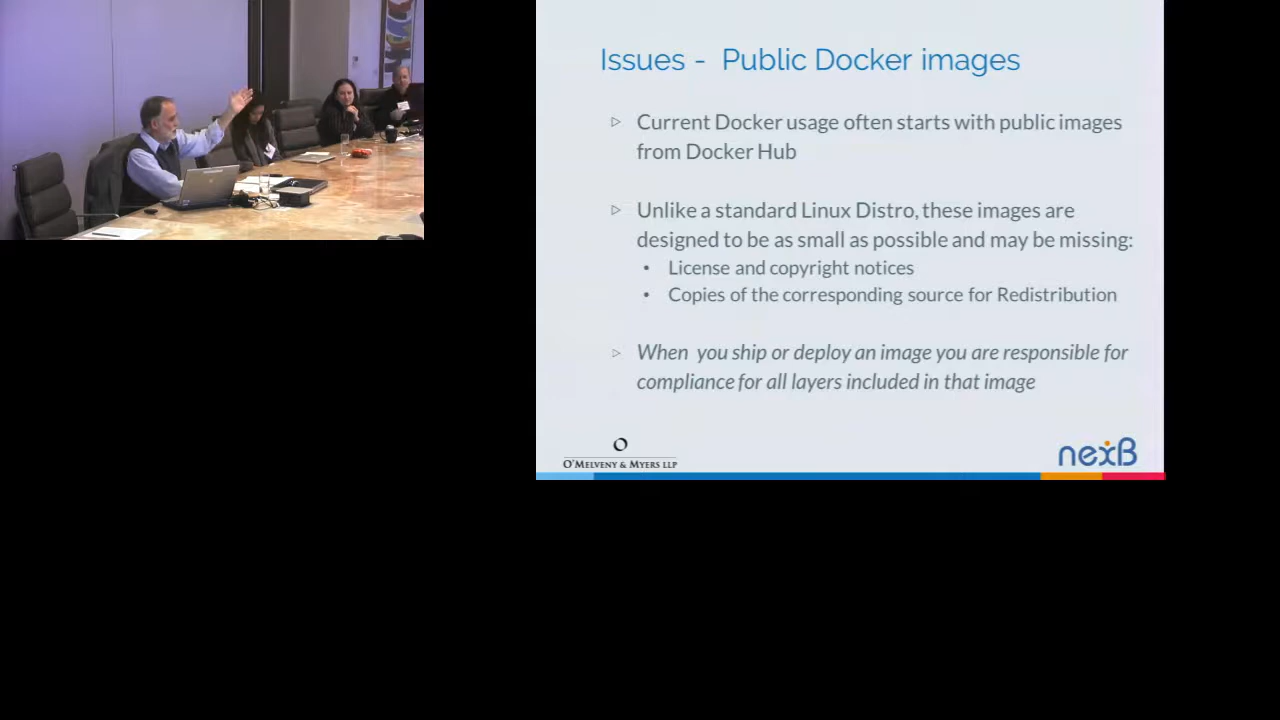 Issues - Public Docker images
Current Docker usage often starts with public images
from Docker Hub
Unlike a standard Linux Distro, these images are
designed to be as small as possible and may be missing:
License and copyright notices
Copies of the corresponding source for Redistribution
When you ship or deploy an image you are responsible for
compliance for all layers included in that image
O'MELVENY & MYERS LLP
nexB